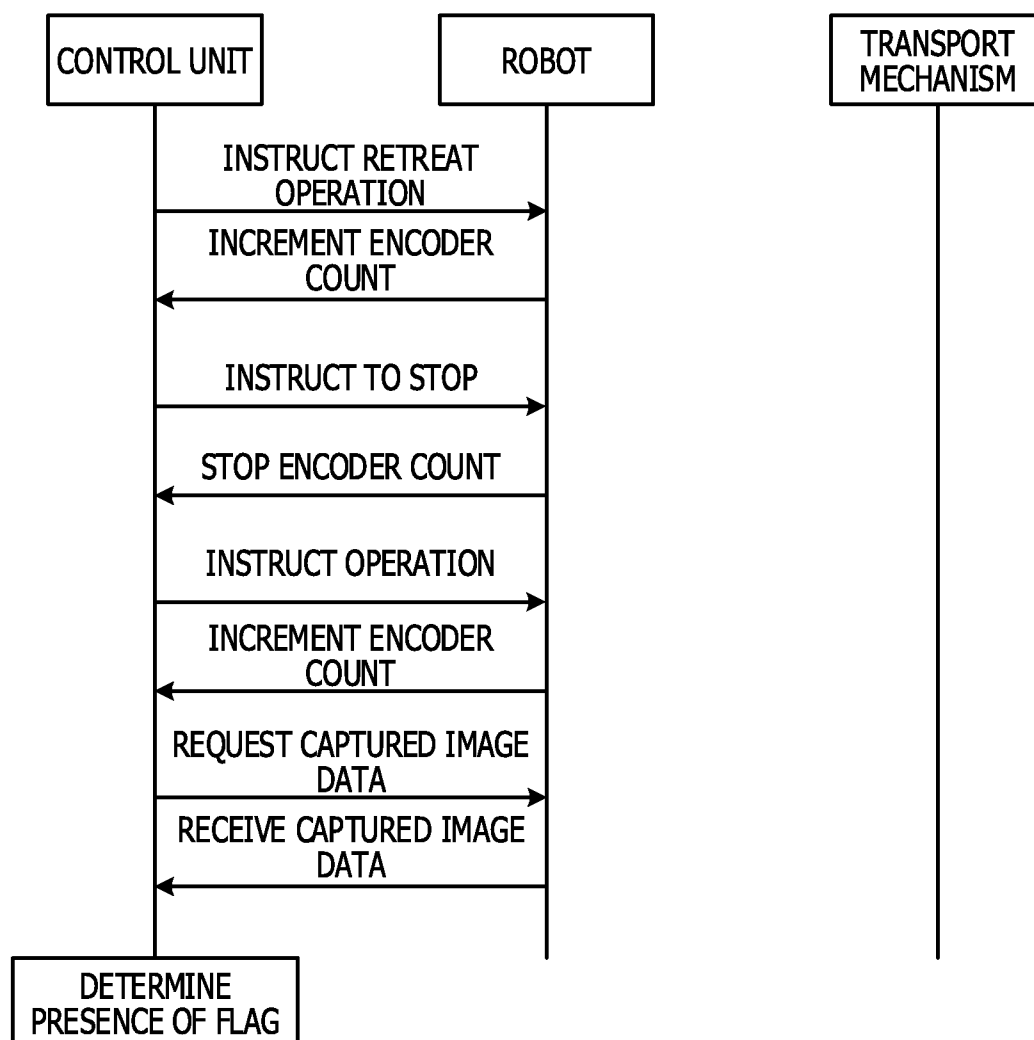 CONTROL UNIT
ROBOT
TRANSPORT
MECHANISM
INSTRUCT RETREAT
OPERATION
INCREMENT ENCODER
COUNT
INSTRUCT TO STOP
STOP ENCODER COUNT
INSTRUCT OPERATION
INCREMENT ENCODER
COUNT
REQUEST CAPTURED IMAGE
DATA
RECEIVE CAPTURED IMAGE
DATA
DETERMINE
PRESENCE OF FLAG